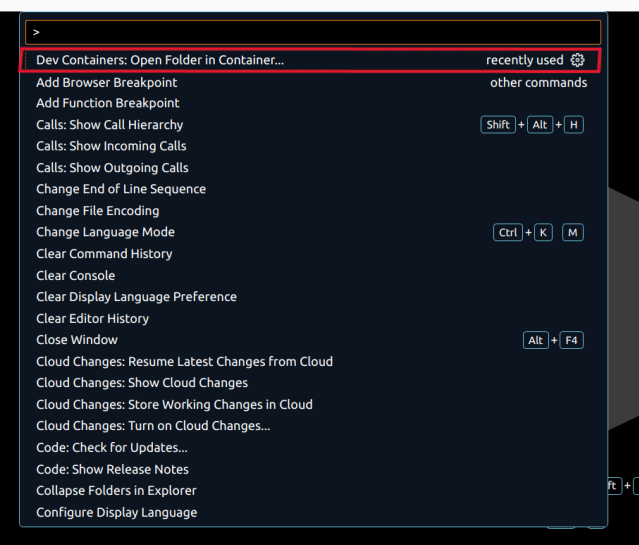 >
Dev Containers: Open Folder in Container... recently used
Add Browser Breakpoint other commands
Add Function Breakpoint
Calls: Show Call Hierarchy Shift + Alt + H
Calls: Show Incoming Calls
Calls: Show Outgoing Calls
Change End of Line Sequence
Change File Encoding
Change Language Mode Ctrl + K M
Clear Command History
Clear Console
Clear Display Language Preference
Clear Editor History
Close Window Alt + F4
Cloud Changes: Resume Latest Changes from Cloud
Cloud Changes: Show Cloud Changes
Cloud Changes: Store Working Changes in Cloud
Cloud Changes: Turn on Cloud Changes...
Code: Check for Updates...
Code: Show Release Notes
Collapse Folders in Explorer
ft +
Configure Display Language